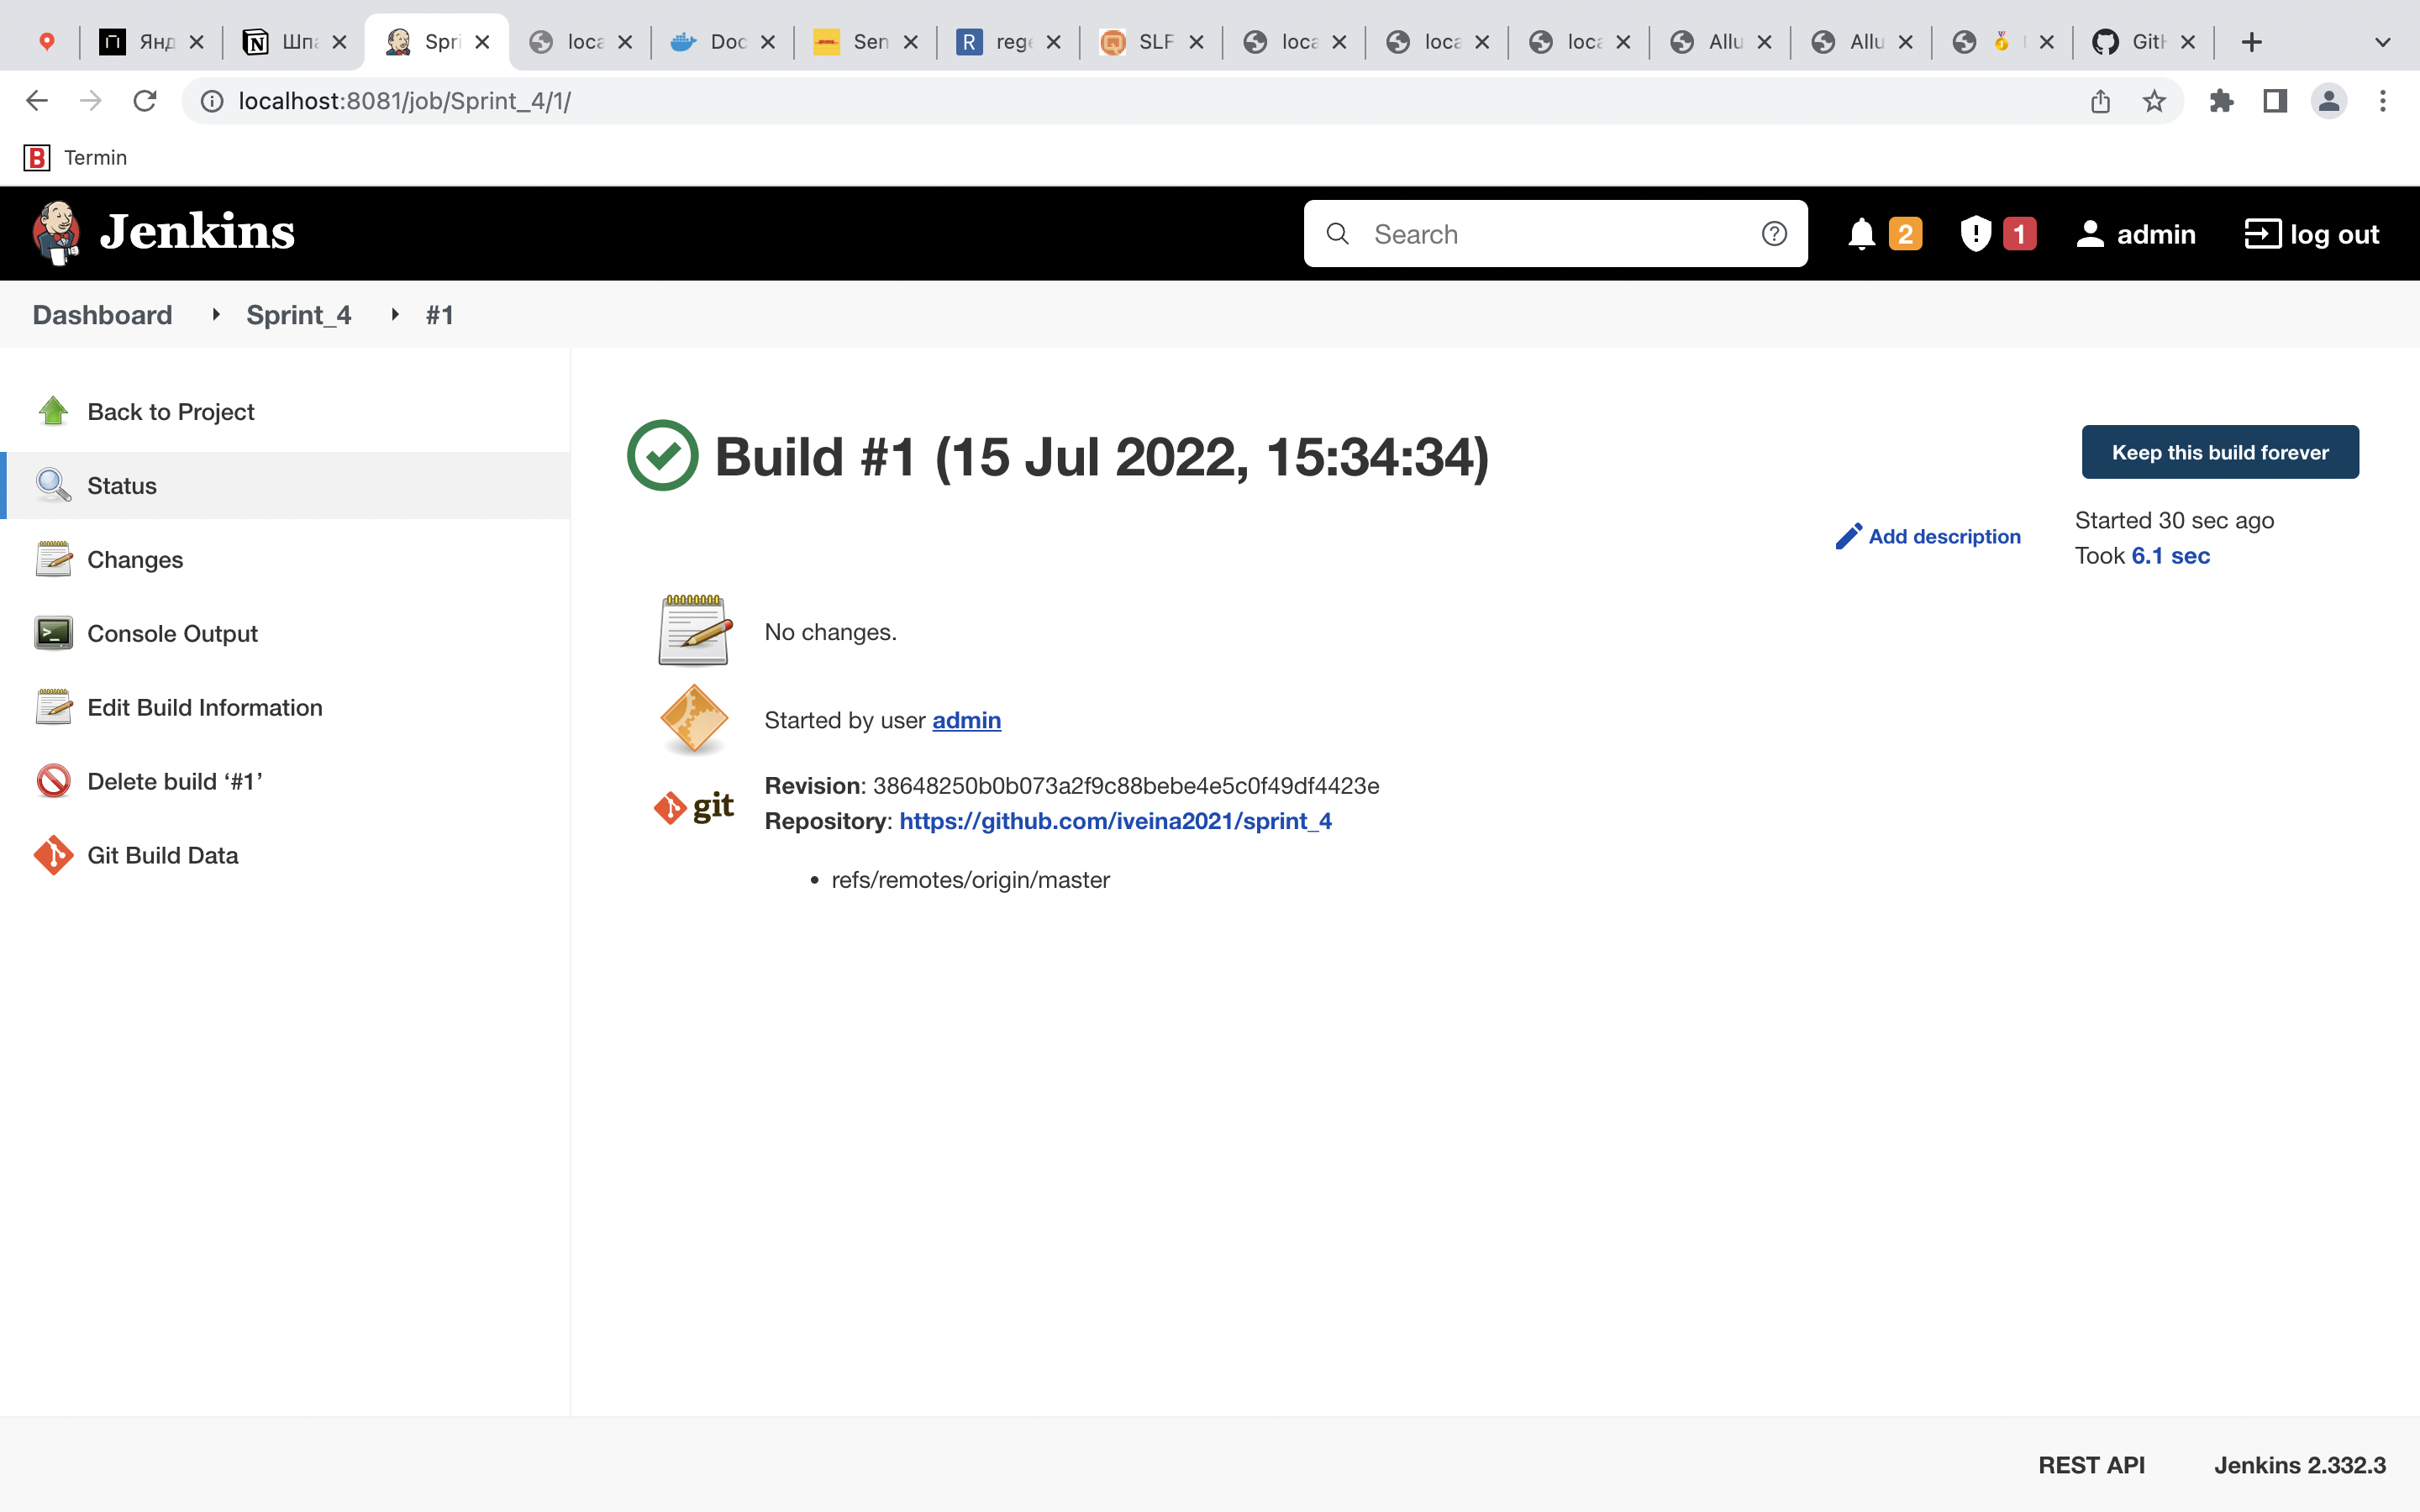 Янд
Шпа
Spri
loca
Doc
Sen
R
rege
SLF
loca
loca
loca
Allu
Allu
GitH
localhost:8081/job/Sprint_4/1/
B Termin
Jenkins
Search
2
1
admin
log out
Dashboard
Sprint_4
#1
Back to Project
Status
Changes
Console Output
Edit Build Information
Delete build ‘#1’
Git Build Data
Build #1 (15 Jul 2022, 15:34:34)
Keep this build forever
Add description
Started 30 sec ago
Took 6.1 sec
No changes.
Started by user admin
git
Revision: 38648250b0b073a2f9c88bebe4e5c0f49df4423e
Repository: https://github.com/iveina2021/sprint_4
• refs/remotes/origin/master
REST API
Jenkins 2.332.3